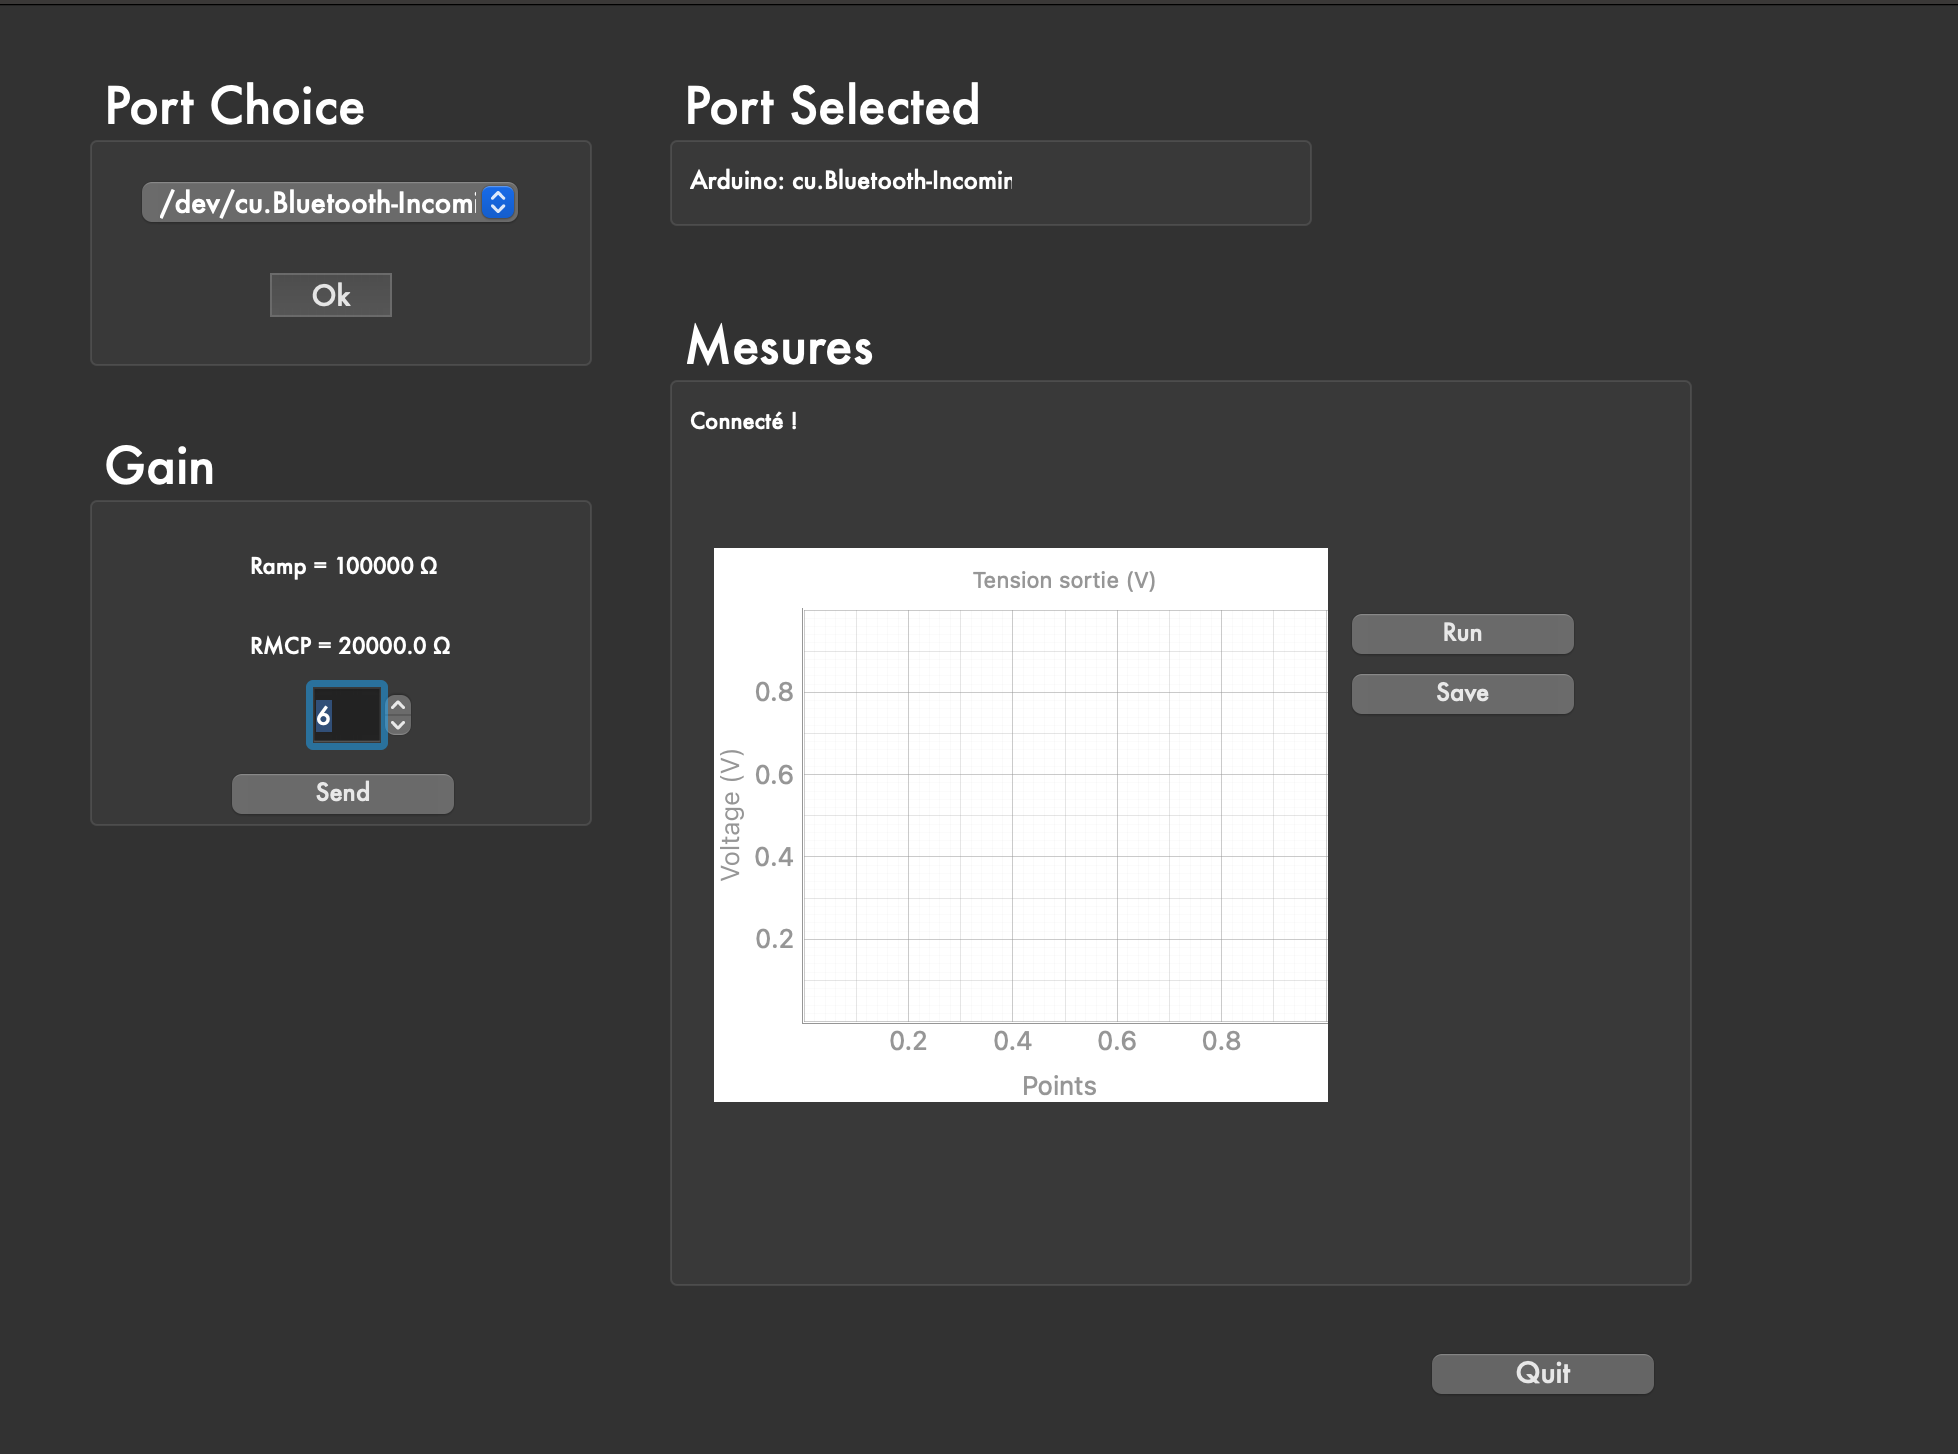 Port Choice
/dev/cu.Bluetooth-Incomi
Ok
Gain
Ramp = 100000 Ω
RMCP = 20000.0 Ω
6
Send
Port Selected
Arduino: cu.Bluetooth-Incomin
Mesures
Connecté !
Tension sortie (V)
Voltage (V)
0.8
0.6
0.4
0.2
0.2 0.4 0.6 0.8
Points
Run
Save
Quit